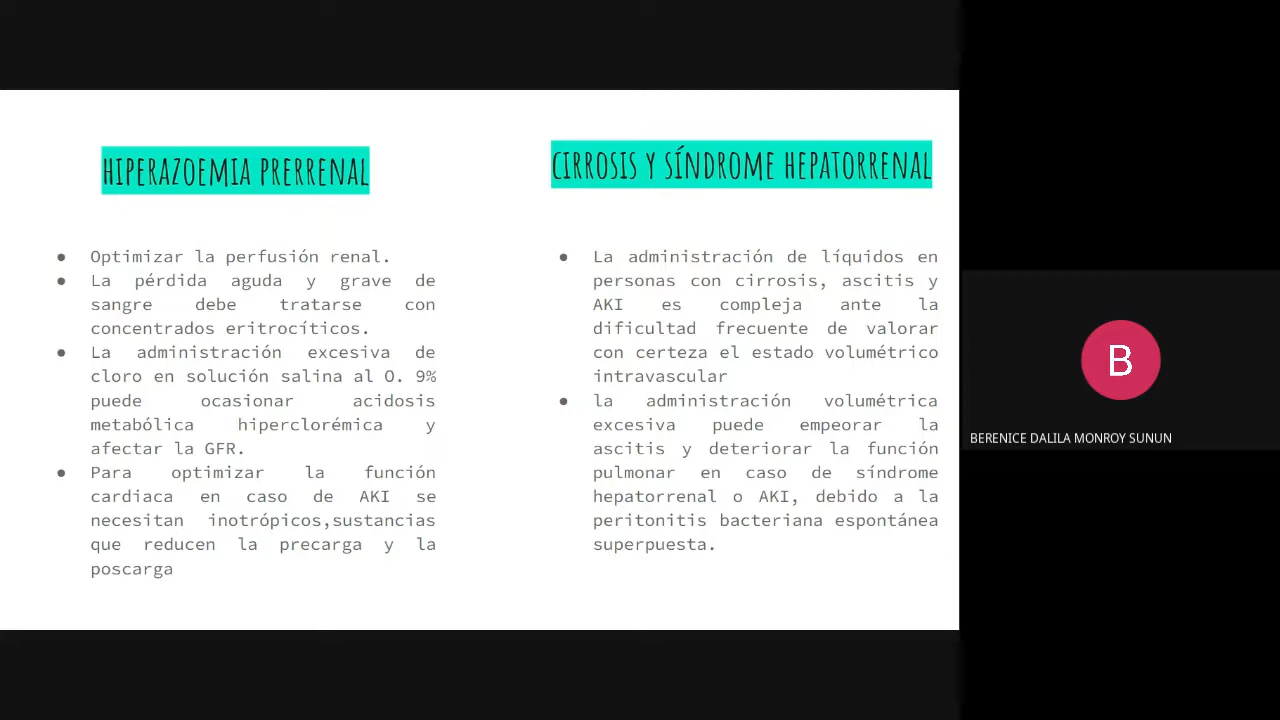 HIPERAZOEMIA PRERRENAL
● Optimizar la perfusión renal.
● La pérdida aguda y grave de
sangre debe tratarse con
concentrados eritrocíticos.
● La administración excesiva de
cloro en solución salina al O. 9%
puede ocasionar acidosis
metabólica hiperclorémica y
afectar la GFR.
● Para optimizar la función
cardiaca en caso de AKI se
necesitan inotrópicos,sustancias
que reducen la precarga y la
poscarga
CIRROSIS Y SÍNDROME HEPATORRENAL
● La administración de líquidos en
personas con cirrosis, ascitis y
AKI es compleja ante la
dificultad frecuente de valorar
con certeza el estado volumétrico
intravascular
● la administración volumétrica
excesiva puede empeorar la
ascitis y deteriorar la función
pulmonar en caso de síndrome
hepatorrenal o AKI, debido a la
peritonitis bacteriana espontánea
superpuesta.
B
BERENICE DALILA MONROY SUNUN